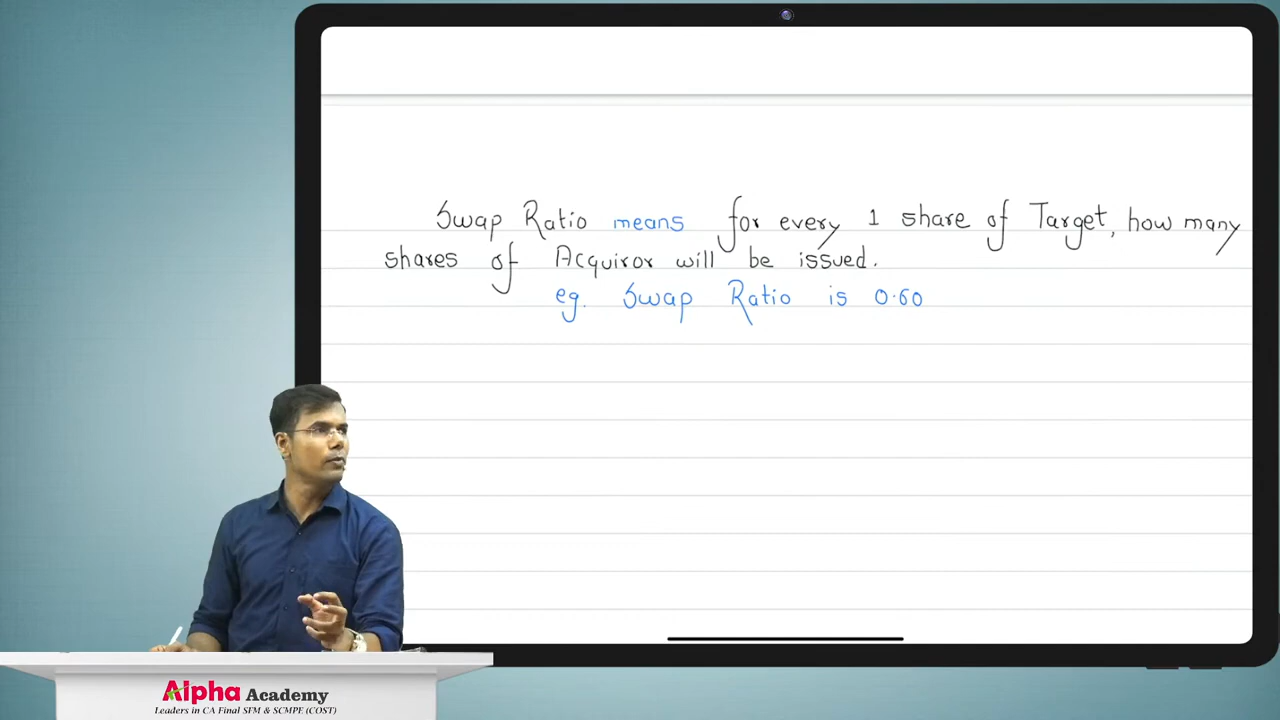 Swap Ratio means for every 1 share of Target, how many
shares of Acquiror will be issued.
eg. Swap Ratio is 0.60
Alpha Academy
Leaders in CA Final SFM & SCMPE (COST)